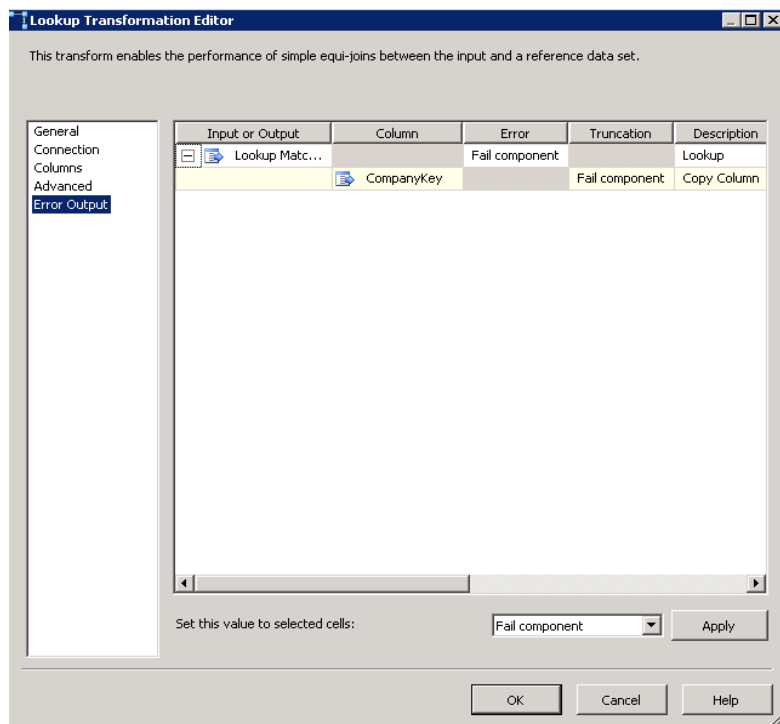 Lookup Transformation Editor
This transform enables the performance of simple equi-joins between the input and a reference data set.
General
Connection
Columns
Advanced
Error Output
Input or Output Column Error Truncation Description
Lookup Matc... Fail component Lookup
CompanyKey Fail component Copy Column
Set this value to selected cells: Fail component Apply
OK Cancel Help